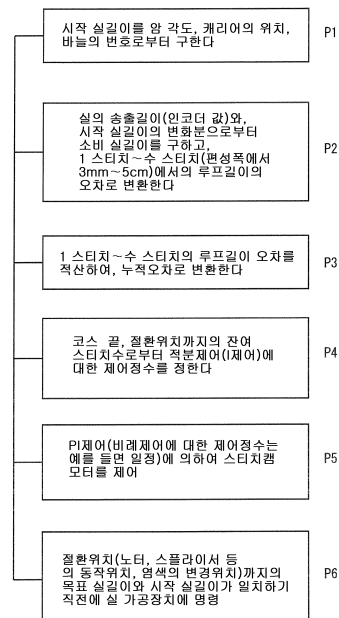 시작 실길이를 암 각도, 캐리어의 위치,
바늘의 번호로부터 구한다
P1
실의 송출길이(인코더 값)와,
시작 실길이의 변화분으로부터
소비 실길이를 구하고,
1 스티치~수 스티치(편성폭에서
3mm~5cm)에서의 루프길이의
오차로 변환한다
P2
1 스티치~수 스티치의 루프길이 오차를
적산하여, 누적오차로 변환한다
P3
코스 끝, 절환위치까지의 잔여
스티치수로부터 적분제어(I제어)에
대한 제어정수를 정한다
P4
PI제어(비례제어에 대한 제어정수는
예를 들면 일정)에 의하여 스티치캠
모터를 제어
P5
절환위치(노터, 스플라이서 등
의 동작위치, 염색의 변경위치)까지의
목표 실길이와 시작 실길이가 일치하기
직전에 실 가공장치에 명령
P6